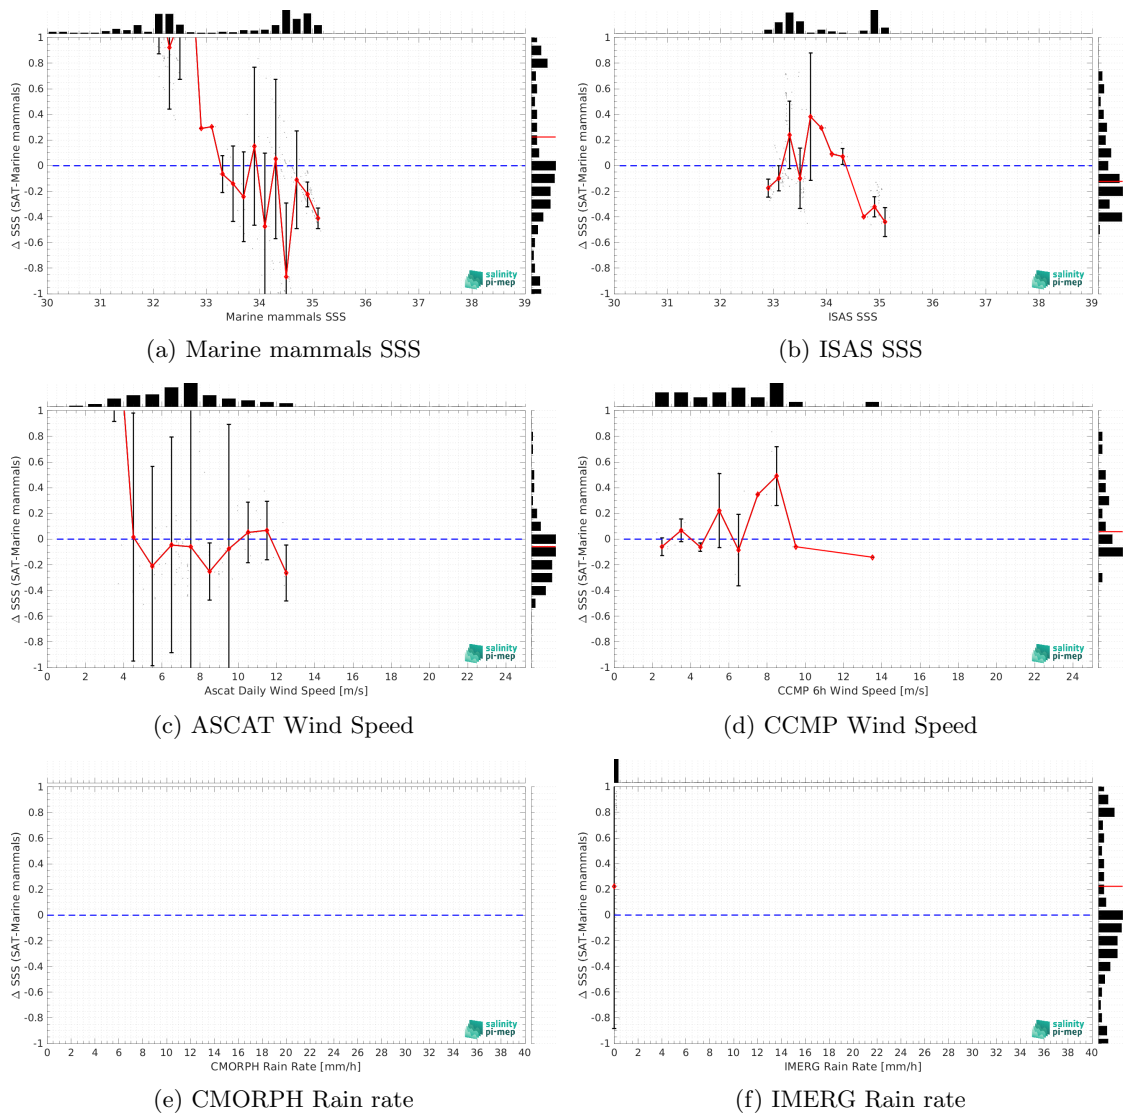 Δ SSS (SAT-Marine mammals)
1
0.8
0.6
0.4
0.2
0
-0.2
-0.4
-0.6
-0.8
-1
30 31 32 33 34 35 36 37 38 39
Marine mammals SSS
salinity
pi-mep
(a) Marine mammals SSS
Δ SSS (SAT-Marine mammals)
1
0.8
0.6
0.4
0.2
0
-0.2
-0.4
-0.6
-0.8
-1
30 31 32 33 34 35 36 37 38 39
ISAS SSS
salinity
pi-mep
(b) ISAS SSS
Δ SSS (SAT-Marine mammals)
1
0.8
0.6
0.4
0.2
0
-0.2
-0.4
-0.6
-0.8
-1
0 2 4 6 8 10 12 14 16 18 20 22 24
Ascat Daily Wind Speed [m/s]
salinity
pi-mep
(c) ASCAT Wind Speed
Δ SSS (SAT-Marine mammals)
1
0.8
0.6
0.4
0.2
0
-0.2
-0.4
-0.6
-0.8
-1
0 2 4 6 8 10 12 14 16 18 20 22 24
CCMP 6h Wind Speed [m/s]
salinity
pi-mep
(d) CCMP Wind Speed
Δ SSS (SAT-Marine mammals)
1
0.8
0.6
0.4
0.2
0
-0.2
-0.4
-0.6
-0.8
-1
0 2 4 6 8 10 12 14 16 18 20 22 24 26 28 30 32 34 36 38 40
CMORPH Rain Rate [mm/h]
salinity
pi-mep
(e) CMORPH Rain rate
Δ SSS (SAT-Marine mammals)
1
0.8
0.6
0.4
0.2
0
-0.2
-0.4
-0.6
-0.8
-1
0 2 4 6 8 10 12 14 16 18 20 22 24 26 28 30 32 34 36 38 40
IMERG Rain Rate [mm/h]
salinity
pi-mep
(f) IMERG Rain rate